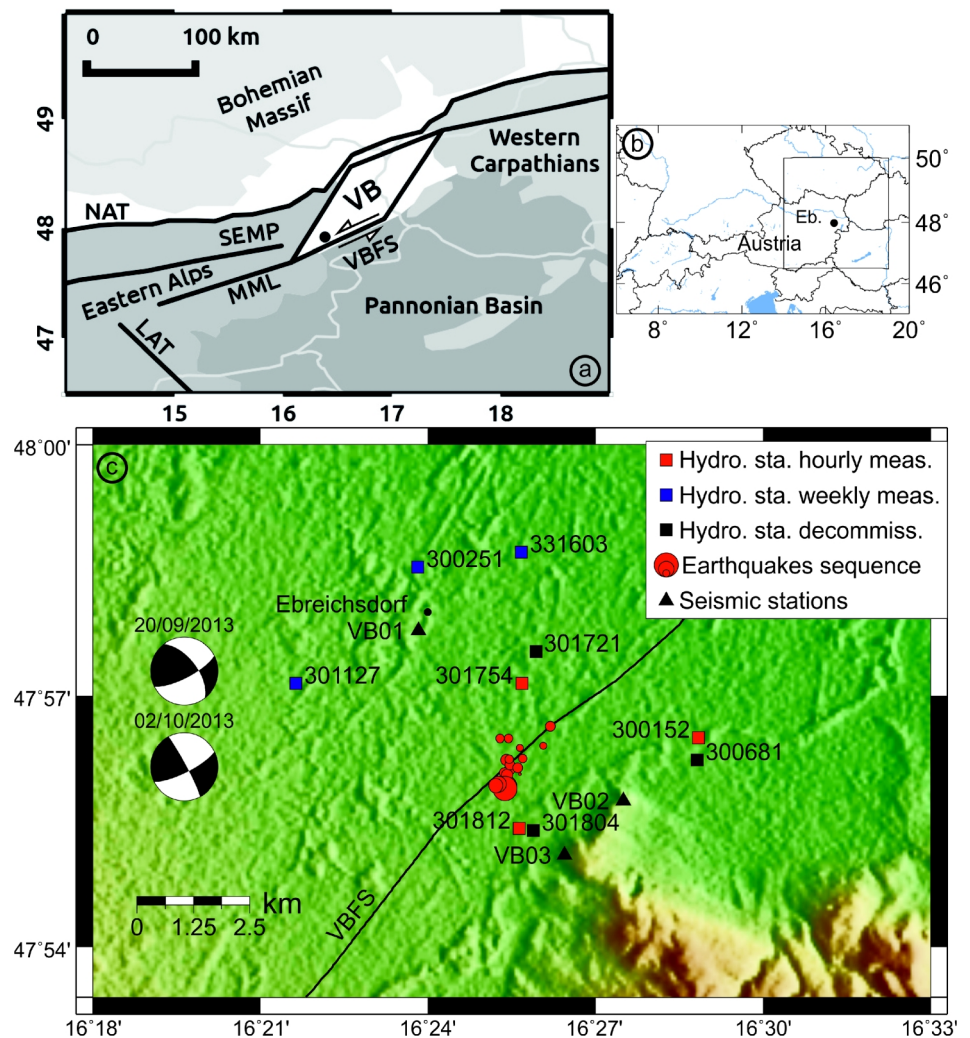 0 100 km
Bohemian
Massif
Western
Carpathians
VB
NAT
SEMP
VBFS
Eastern Alps
MML
Pannonian Basin
LAT
a
49
48
47
15 16 17 18
b
50°
Eb.
48°
Austria
46°
8° 12° 16° 20°
48°00'
c
Hydro. sta. hourly meas.
Hydro. sta. weekly meas.
Hydro. sta. decommiss.
Earthquakes sequence
Seismic stations
300251 331603
Ebreichsdorf
20/09/2013
VB01
301721
301127 301754
47°57'
02/10/2013
300152
300681
VB02
301812 301804
VB03
km
0 1.25 2.5
VBFS
47°54'
16°18' 16°21' 16°24' 16°27' 16°30' 16°33'